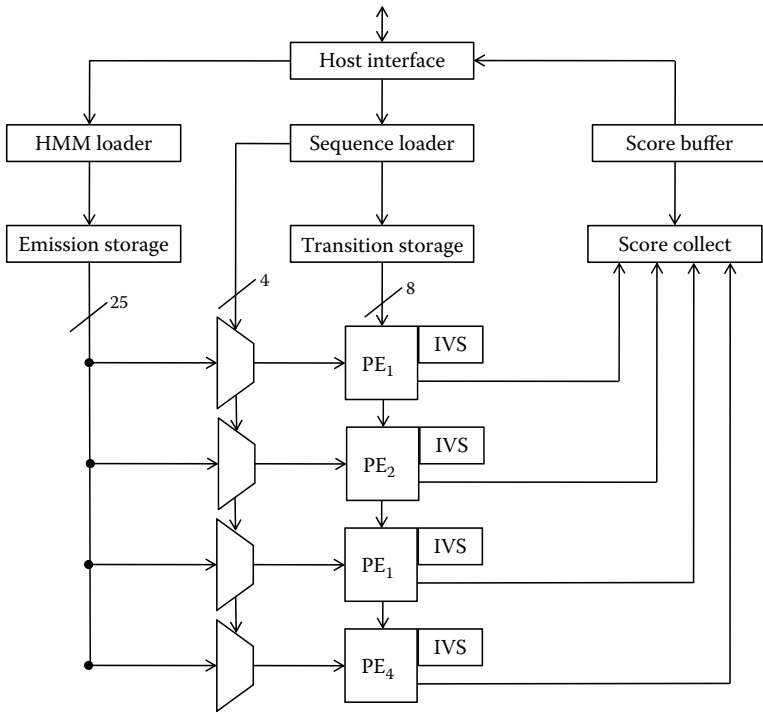 Host interface
HMM loader
Sequence loader
Score buffer
Emission storage
Transition storage
Score collect
25
4
8
PE₁
IVS
PE₂
IVS
PE₁
IVS
PE₄
IVS